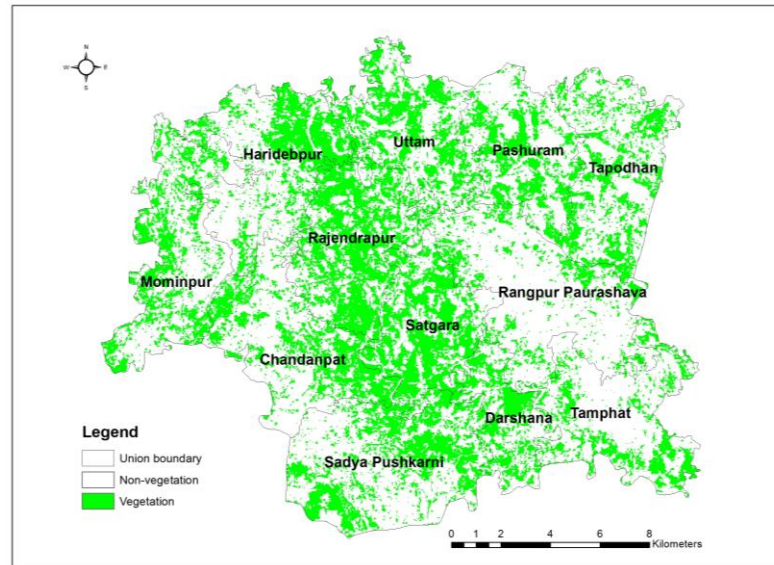 N
W E
S
Uttam
Pashuram
Haridebpur
Tapodhan
Rajendrapur
Mominpur
Rangpur Paurashava
Satgara
Chandanpat
Darshana
Tamphat
Sadya Pushkarni
Legend
Union boundary
Non-vegetation
Vegetation
0 1 2 4 6 8
Kilometers